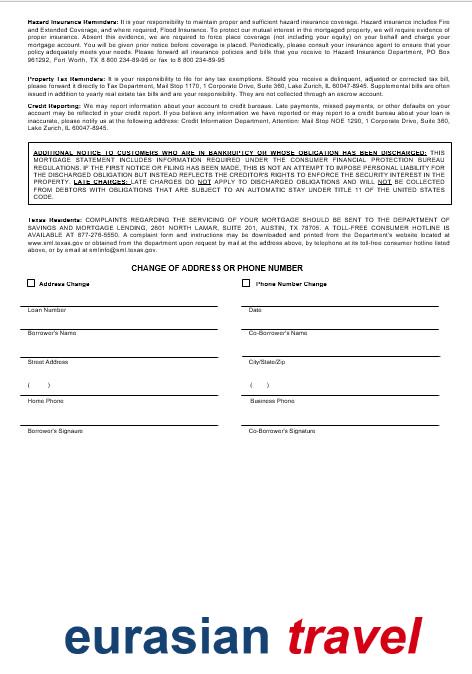 Hazard Insurance Reminders: It is your responsibility to maintain proper and sufficient hazard insurance coverage. Hazard insurance includes Fire
and Extended Coverage, and where required, Flood Insurance. To protect our mutual interest in the mortgaged property, we will require evidence of
proper insurance. Absent this evidence, we are required to force place coverage (not including your equity) on your behalf and charge your
mortgage account. You will be given prior notice before coverage is placed. Periodically, please consult your insurance agent to ensure that your
policy adequately meets your needs. Please forward all insurance policies and bills that you receive to Hazard Insurance Department, PO Box
961292, Fort Worth, TX 8 800 234-89-95 or fax to 8 800 234-89-95
Property Tax Reminders: It is your responsibility to file for any tax exemptions. Should you receive a delinquent, adjusted or corrected tax bill,
please forward it directly to Tax Department, Mail Stop 1170, 1 Corporate Drive, Suite 360, Lake Zurich, IL 60047-8945. Supplemental bills are often
issued in addition to yearly real estate tax bills and are your responsibility. They are not collected through an escrow account.
Credit Reporting: We may report information about your account to credit bureaus. Late payments, missed payments, or other defaults on your
account may be reflected in your credit report. If you believe any information we have reported or may report to a credit bureau about your loan is
inaccurate, please notify us at the following address: Credit Information Department, Attention: Mail Stop NOE 1290, 1 Corporate Drive, Suite 360,
Lake Zurich, IL 60047-8945.
ADDITIONAL NOTICE TO CUSTOMERS WHO ARE IN BANKRUPTCY OR WHOSE OBLIGATION HAS BEEN DISCHARGED: THIS
MORTGAGE STATEMENT INCLUDES INFORMATION REQUIRED UNDER THE CONSUMER FINANCIAL PROTECTION BUREAU
REGULATIONS. IF THE FIRST NOTICE OR FILING HAS BEEN MADE, THIS IS NOT AN ATTEMPT TO IMPOSE PERSONAL LIABILITY FOR
THE DISCHARGED OBLIGATION BUT INSTEAD REFLECTS THE CREDITOR'S RIGHTS TO ENFORCE THE SECURITY INTEREST IN THE
PROPERTY. LATE CHARGES: LATE CHARGES DO NOT APPLY TO DISCHARGED OBLIGATIONS AND WILL NOT BE COLLECTED
FROM DEBTORS WITH OBLIGATIONS THAT ARE SUBJECT TO AN AUTOMATIC STAY UNDER TITLE 11 OF THE UNITED STATES
CODE.
Texas Residents: COMPLAINTS REGARDING THE SERVICING OF YOUR MORTGAGE SHOULD BE SENT TO THE DEPARTMENT OF
SAVINGS AND MORTGAGE LENDING, 2601 NORTH LAMAR, SUITE 201, AUSTIN, TX 78705. A TOLL-FREE CONSUMER HOTLINE IS
AVAILABLE AT 877-276-5550. A complaint form and instructions may be downloaded and printed from the Department's website located at
www.sml.texas.gov or obtained from the department upon request by mail at the address above, by telephone at its toll-free consumer hotline listed
above, or by email at smlinfo@sml.texas.gov.
CHANGE OF ADDRESS OR PHONE NUMBER
Address Change Phone Number Change
Loan Number Date
Borrower's Name Co-Borrower's Name
Street Address City/State/Zip
( ) ( )
Home Phone Business Phone
Borrower's Signaure Co-Borrower's Signature
eurasian travel